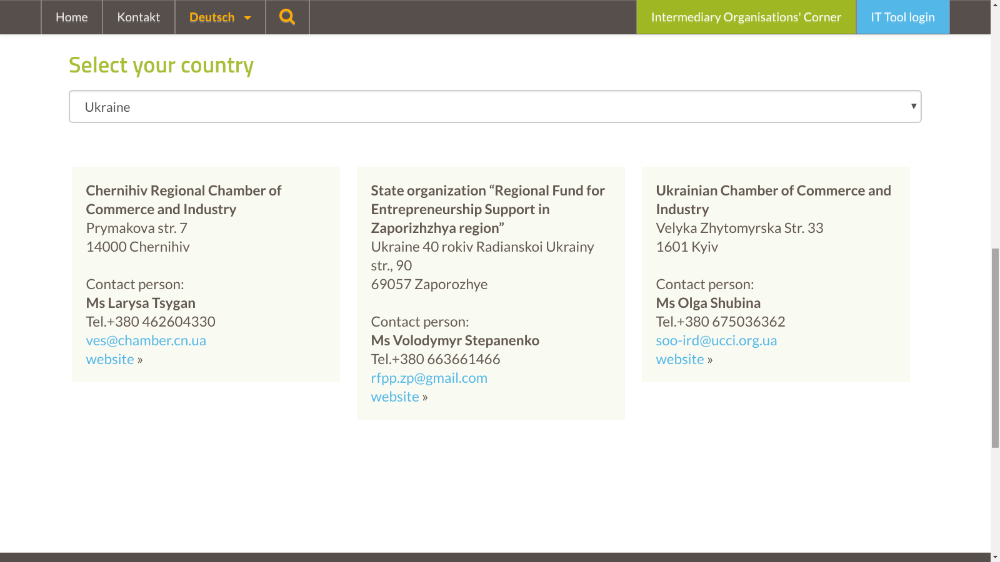 Home
Kontakt
Deutsch
Intermediary Organisations' Corner
IT Tool login
Select your country
Ukraine
Chernihiv Regional Chamber of
Commerce and Industry
Prymakova str. 7
14000 Chernihiv
Contact person:
Ms Larysa Tsygan
Tel.+380 462604330
ves@chamber.cn.ua
website »
State organization “Regional Fund for
Entrepreneurship Support in
Zaporizhzhya region”
Ukraine 40 rokiv Radianskoi Ukrainy
str., 90
69057 Zaporozhye
Contact person:
Ms Volodymyr Stepanenko
Tel.+380 663661466
rfpp.zp@gmail.com
website »
Ukrainian Chamber of Commerce and
Industry
Velyka Zhytomyrska Str. 33
1601 Kyiv
Contact person:
Ms Olga Shubina
Tel.+380 675036362
soo-ird@ucci.org.ua
website »